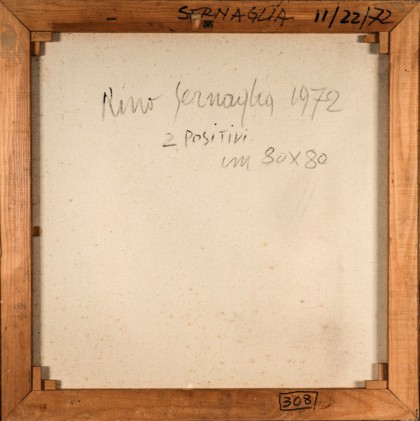 SERNAGLIA 11/22/72
Rino Sernaglia 1972
2 POSITIVI
cm 80x80
308